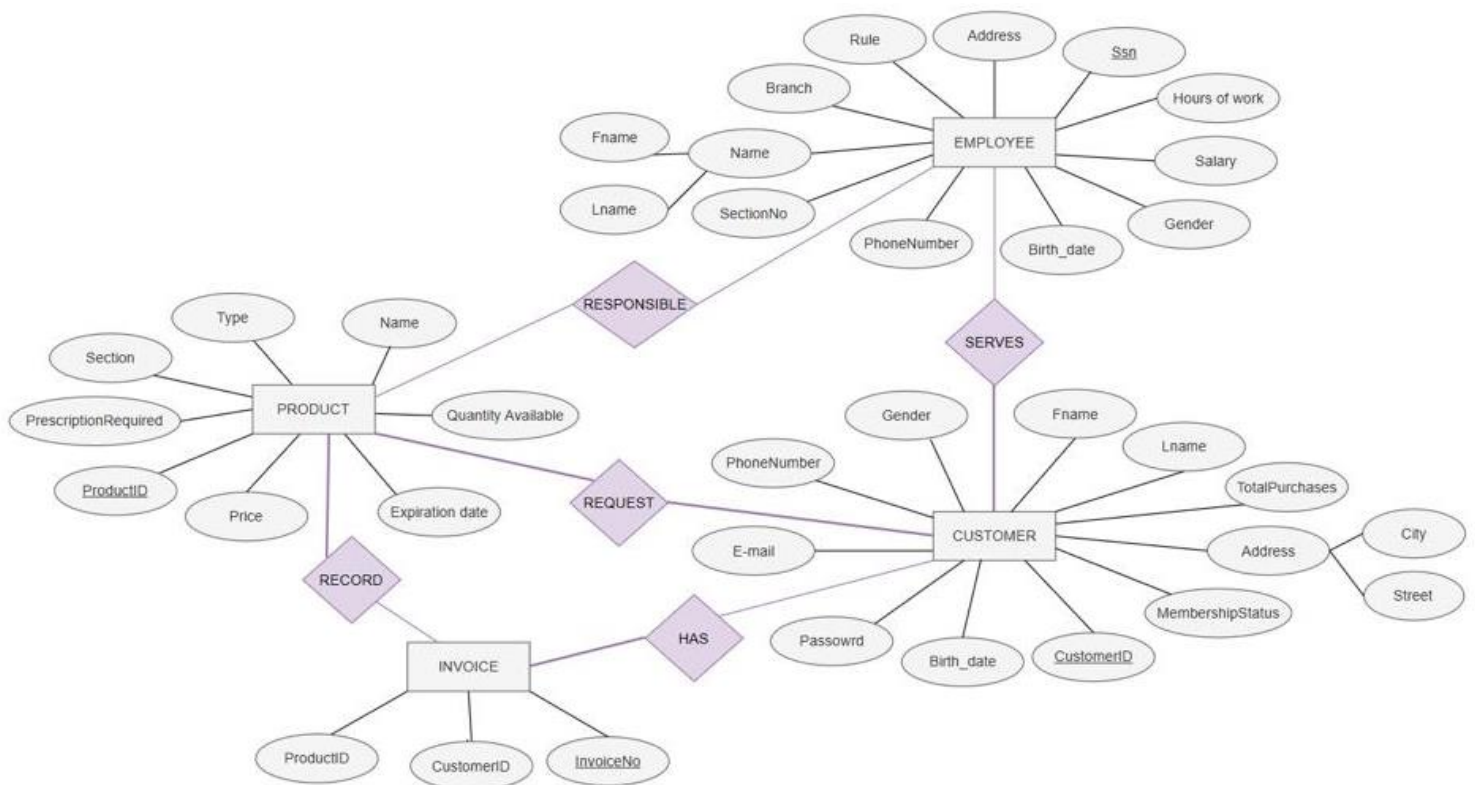 Rule
Address
Ssn
Branch
Hours of work
Fname
Name
EMPLOYEE
Salary
Lname
SectionNo
Gender
PhoneNumber
Birth_date
RESPONSIBLE
Type
Name
SERVES
Section
PRODUCT
Quantity Available
PrescriptionRequired
ProductID
Price
Expiration date
Gender
Fname
Lname
PhoneNumber
TotalPurchases
REQUEST
CUSTOMER
City
E-mail
Address
Street
RECORD
MembershipStatus
Passowrd
Birth_date
CustomerID
HAS
INVOICE
ProductID
CustomerID
InvoiceNo